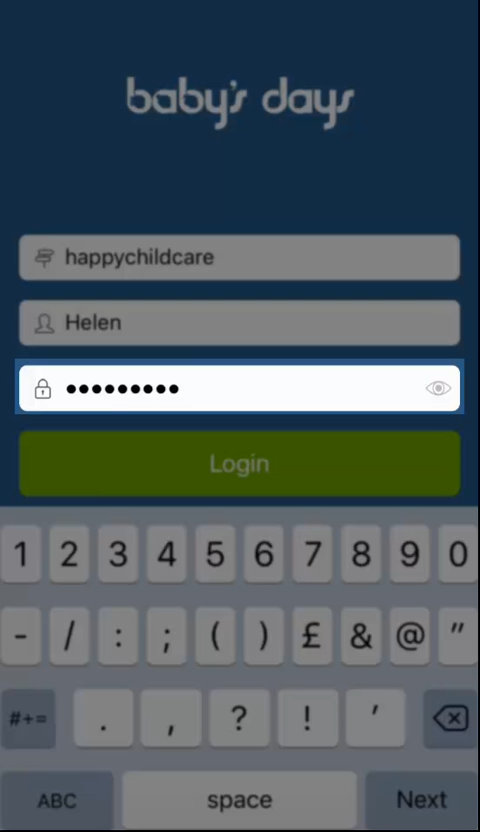 baby's days
happychildcare
Helen
●●●●●●●●●
Login
1 2 3 4 5 6 7 8 9 0
- / : ; ( ) £ & @ "
#+= . , ? ! '
ABC space Next